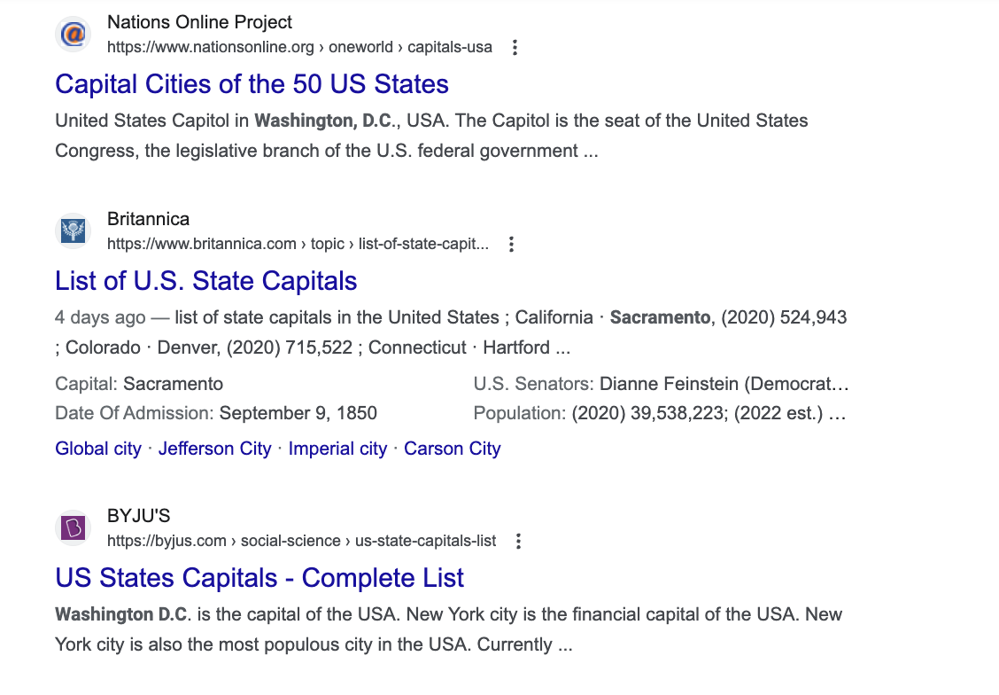 Nations Online Project
https://www.nationsonline.org › oneworld › capitals-usa
Capital Cities of the 50 US States
United States Capitol in Washington, D.C., USA. The Capitol is the seat of the United States
Congress, the legislative branch of the U.S. federal government ...
Britannica
https://www.britannica.com › topic › list-of-state-capit...
List of U.S. State Capitals
4 days ago — list of state capitals in the United States ; California · Sacramento, (2020) 524,943
; Colorado · Denver, (2020) 715,522 ; Connecticut · Hartford ...
Capital: Sacramento
U.S. Senators: Dianne Feinstein (Democrat...
Date Of Admission: September 9, 1850
Population: (2020) 39,538,223; (2022 est.) ...
Global city · Jefferson City · Imperial city · Carson City
BYJU'S
https://byjus.com › social-science › us-state-capitals-list
US States Capitals - Complete List
Washington D.C. is the capital of the USA. New York city is the financial capital of the USA. New
York city is also the most populous city in the USA. Currently ...